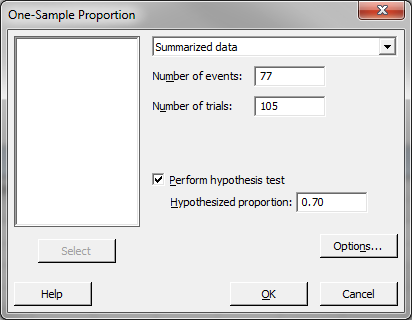 One-Sample Proportion
Summarized data
Number of events: 77
Number of trials: 105
Perform hypothesis test
Hypothesized proportion: 0.70
Select
Options...
Help
OK
Cancel